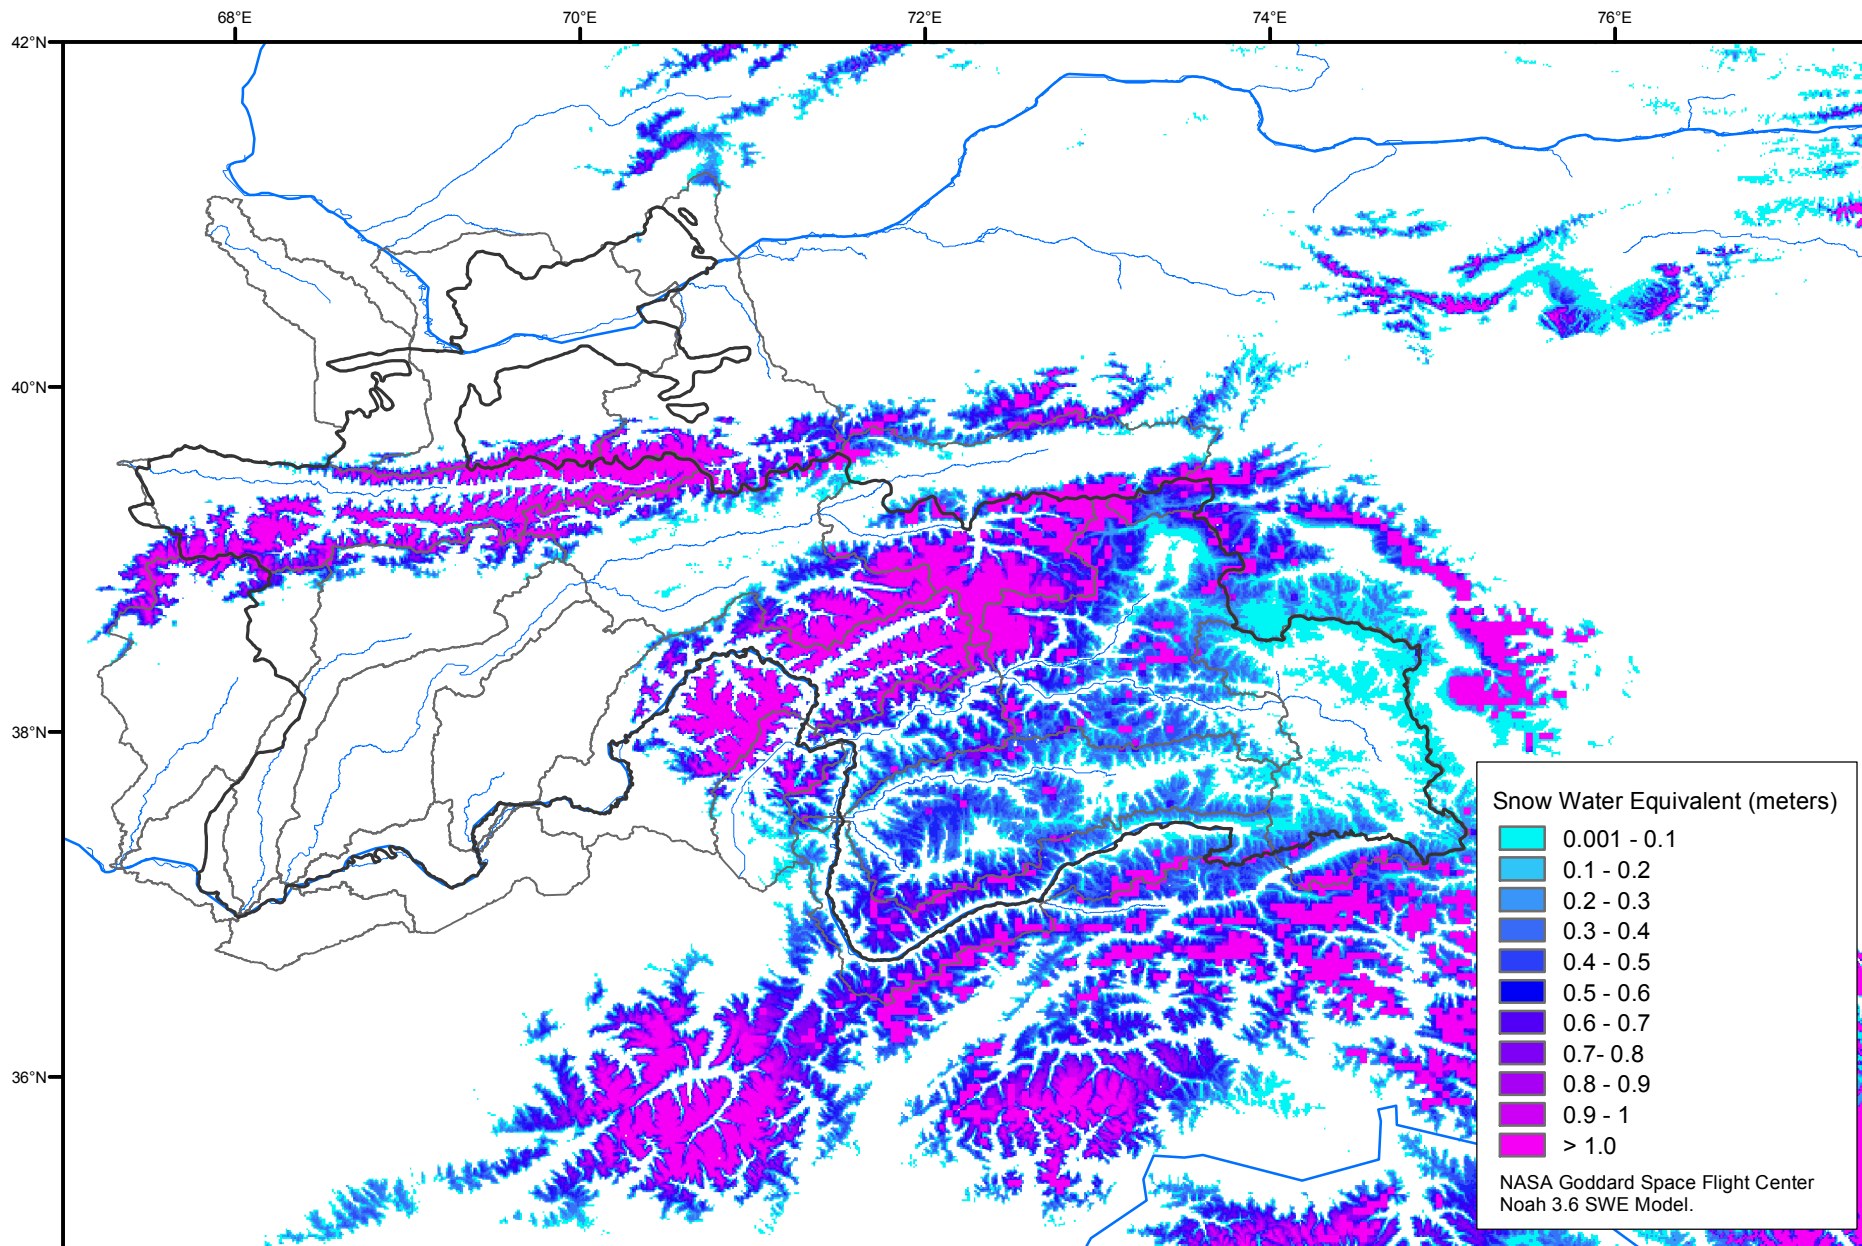 68°E 70°E 72°E 74°E 76°E
42°N
40°N
38°N
36°N
Snow Water Equivalent (meters)
0.001 - 0.1
0.1 - 0.2
0.2 - 0.3
0.3 - 0.4
0.4 - 0.5
0.5 - 0.6
0.6 - 0.7
0.7- 0.8
0.8 - 0.9
0.9 - 1
> 1.0
NASA Goddard Space Flight Center
Noah 3.6 SWE Model.